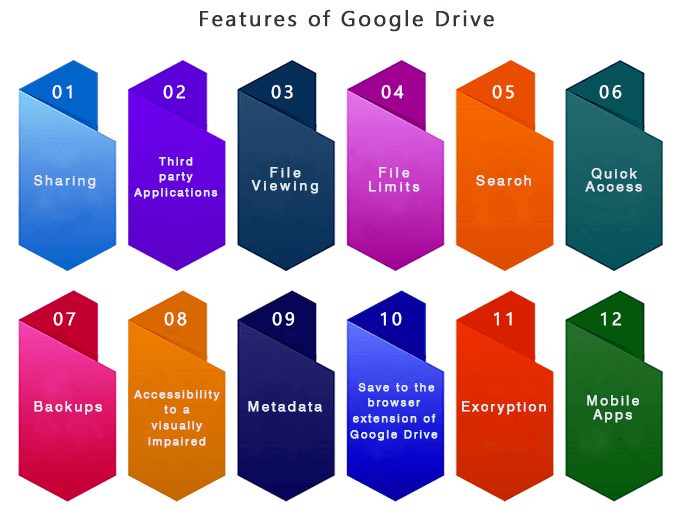 Features of Google Drive
01
02
03
04
05
06
Sharing
Third
party
Applications
File
Viewing
File
Limits
Search
Quick
Aocess
07
08
09
10
11
12
Backups
Accessibility
to a
visually
impaired
Metadata
Save to the
browser
extension of
Google Drive
Exoryption
Mobile
Apps